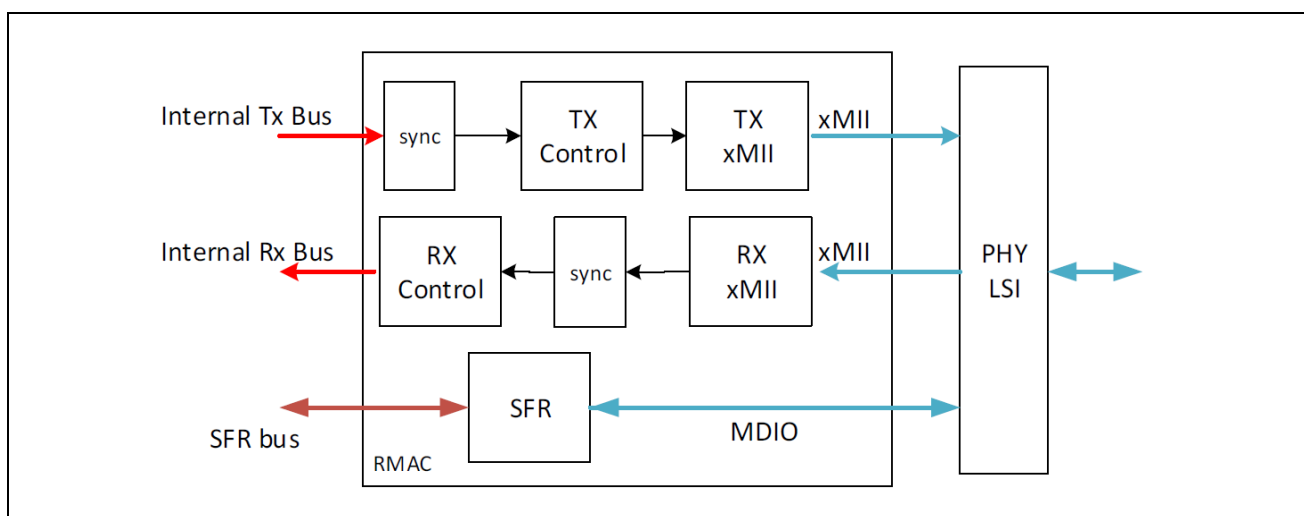 Internal Tx Bus
sync
TX
Control
TX
xMII
xMII
Internal Rx Bus
RX
Control
sync
RX
xMII
xMII
PHY
LSI
SFR bus
SFR
MDIO
RMAC